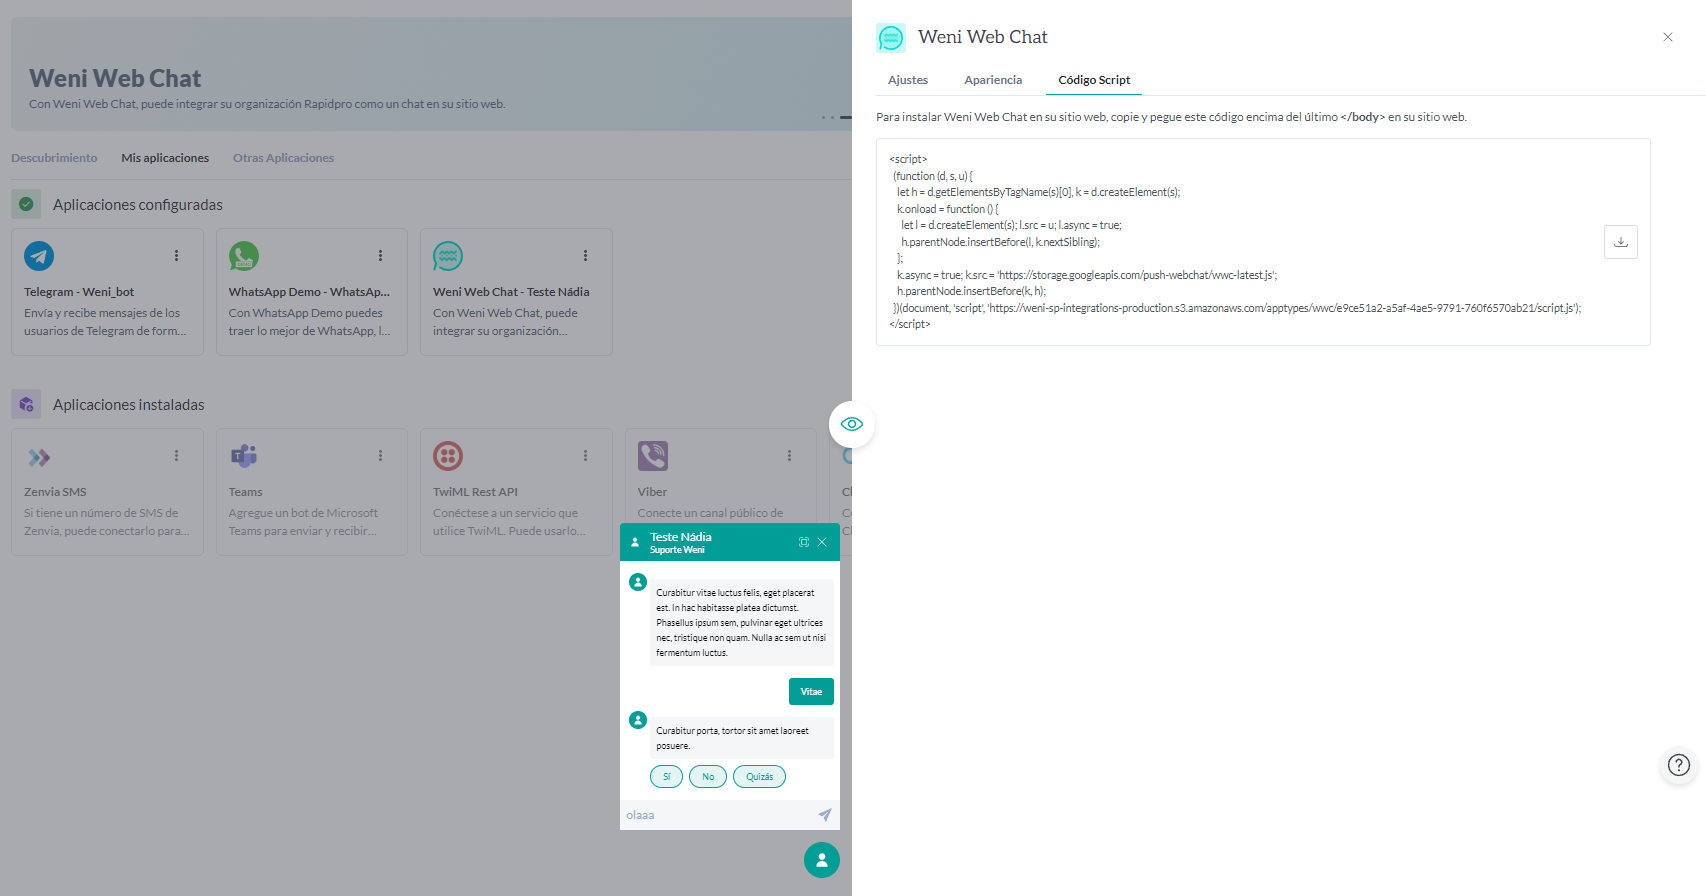 Weni Web Chat
Con Weni Web Chat, puede integrar su organización Rapidpro como un chat en su sitio web.
Descubrimiento
Mis aplicaciones
Otras Aplicaciones
Aplicaciones configuradas
Telegram - Weni_bot
Envía y recibe mensajes de los
usuarios de Telegram de form...
WhatsApp Demo - WhatsAp...
Con WhatsApp Demo puedes
traer lo mejor de WhatsApp, l...
Weni Web Chat - Teste Nádia
Con Weni Web Chat, puede
integrar su organización...
Aplicaciones instaladas
Zenvia SMS
Si tiene un número de SMS de
Zenvia, puede conectarlo para...
Teams
Agregue un bot de Microsoft
Teams para enviar y recibir...
TwiML Rest API
Conéctese a un servicio que
utilice TwiML. Puede usarlo...
Viber
Conecte un canal público de
Teste Nádia
Suporte Weni
Curabitur vitae luctus felis, eget placerat
est. In hac habitasse platea dictumst.
Phasellus ipsum sem, pulvinar eget ultrices
nec, tristique non quam. Nulla ac sem ut nisi
fermentum luctus.
Vitae
Curabitur porta, tortor sit amet laoreet
posuere.
Sí
No
Quizás
olaaa
Weni Web Chat
Ajustes
Apariencia
Código Script
Para instalar Weni Web Chat en su sitio web, copie y pegue este código encima del último </body> en su sitio web.
<script>
(function (d, s, u) {
let h = d.getElementsByTagName(s)[0], k = d.createElement(s);
k.onload = function () {
let l = d.createElement(s); l.src = u; l.async = true;
h.parentNode.insertBefore(l, k.nextSibling);
};
k.async = true; k.src = 'https://storage.googleapis.com/push-webchat/wwc-latest.js';
h.parentNode.insertBefore(k, h);
})(document, 'script', 'https://weni-sp-integrations-production.s3.amazonaws.com/apptypes/wwc/e9ce51a2-a5af-4ae5-9791-760f6570ab21/script.js');
</script>